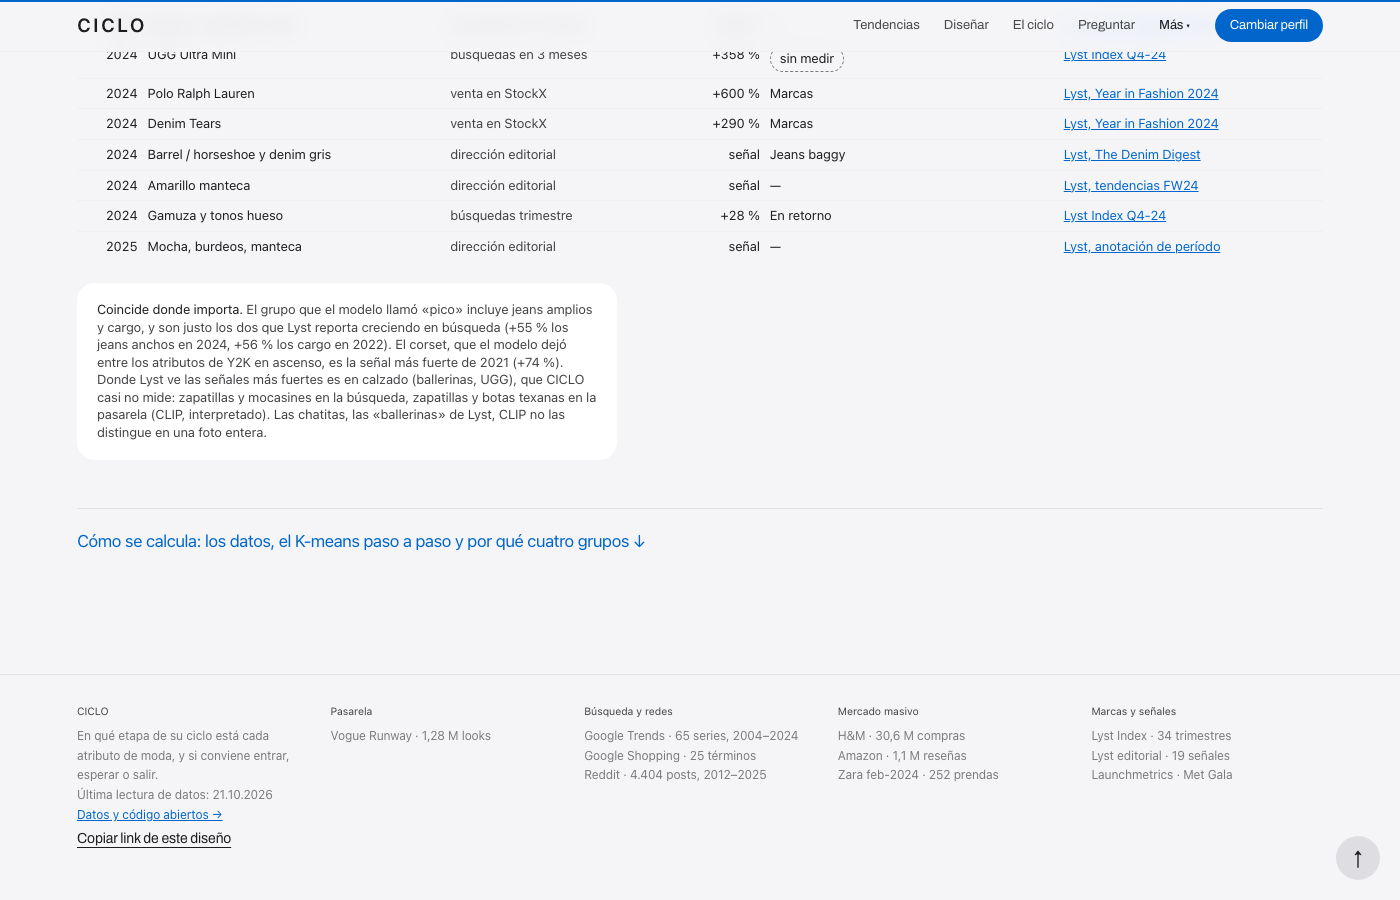 CICLO
Tendencias Diseñar El ciclo Preguntar Más Cambiar perfil
2024 UGG Ultra Mini búsquedas en 3 meses +358 % sin medir Lyst Index Q4-24
2024 Polo Ralph Lauren venta en StockX +600 % Marcas Lyst, Year in Fashion 2024
2024 Denim Tears venta en StockX +290 % Marcas Lyst, Year in Fashion 2024
2024 Barrel / horseshoe y denim gris dirección editorial señal Jeans baggy Lyst, The Denim Digest
2024 Amarillo manteca dirección editorial señal — Lyst, tendencias FW24
2024 Gamuza y tonos hueso búsquedas trimestre +28 % En retorno Lyst Index Q4-24
2025 Mocha, burdeos, manteca dirección editorial señal — Lyst, anotación de período
Coincide donde importa. El grupo que el modelo llamó «pico» incluye jeans amplios
y cargo, y son justo los dos que Lyst reporta creciendo en búsqueda (+55 % los
jeans anchos en 2024, +56 % los cargo en 2022). El corset, que el modelo dejó
entre los atributos de Y2K en ascenso, es la señal más fuerte de 2021 (+74 %).
Donde Lyst ve las señales más fuertes es en calzado (ballerinas, UGG), que CICLO
casi no mide: zapatillas y mocasines en la búsqueda, zapatillas y botas texanas en la
pasarela (CLIP, interpretado). Las chatitas, las «ballerinas» de Lyst, CLIP no las
distingue en una foto entera.
Cómo se calcula: los datos, el K-means paso a paso y por qué cuatro grupos ↓
CICLO
En qué etapa de su ciclo está cada
atributo de moda, y si conviene entrar,
esperar o salir.
Última lectura de datos: 21.10.2026
Datos y código abiertos →
Copiar link de este diseño
Pasarela
Vogue Runway · 1,28 M looks
Búsqueda y redes
Google Trends · 65 series, 2004–2024
Google Shopping · 25 términos
Reddit · 4.404 posts, 2012–2025
Mercado masivo
H&M · 30,6 M compras
Amazon · 1,1 M reseñas
Zara feb-2024 · 252 prendas
Marcas y señales
Lyst Index · 34 trimestres
Lyst editorial · 19 señales
Launchmetrics · Met Gala
↑